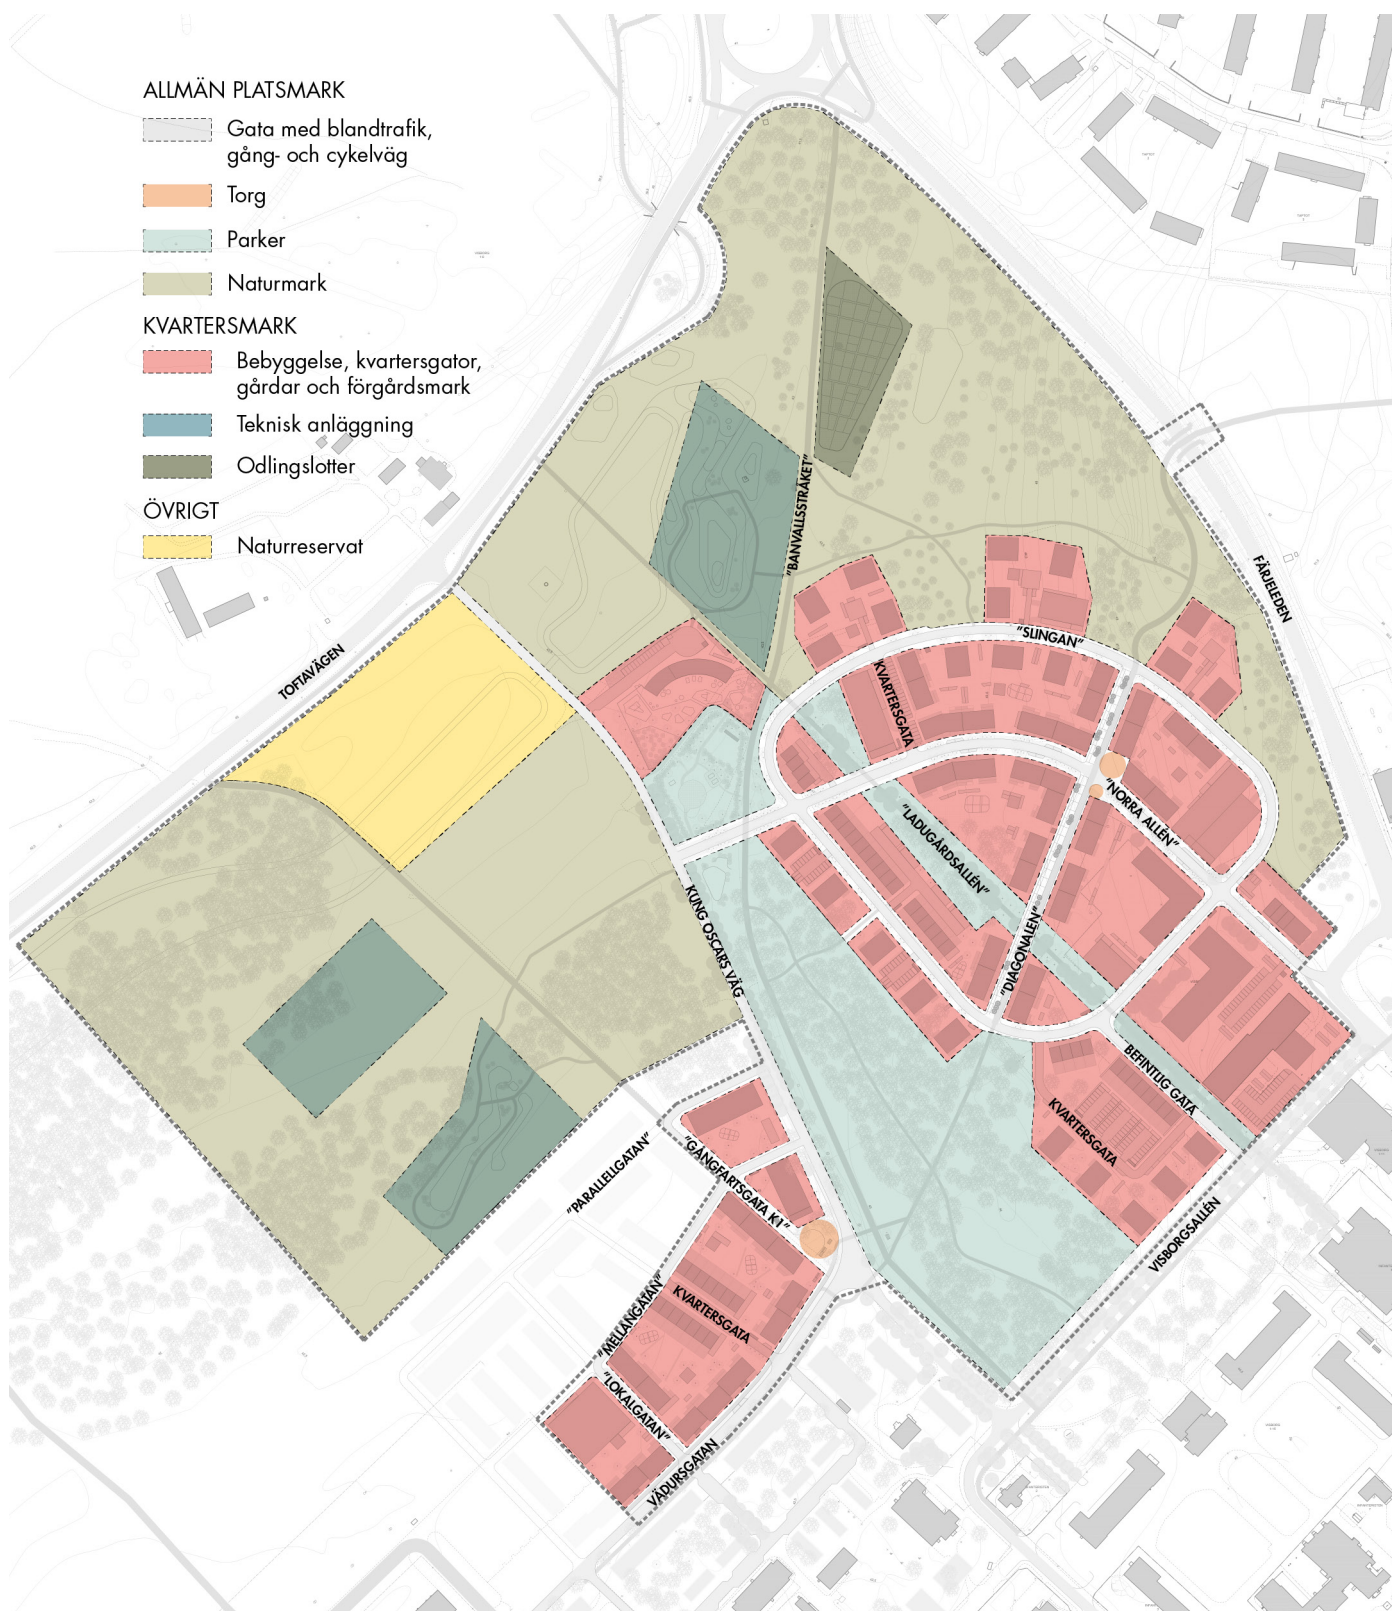 ALLMÄN PLATSMARK
Gata med blandtrafik,
gång- och cykelväg
Torg
Parker
Naturmark
KVARTERSMARK
Bebyggelse, kvartersgator,
gårdar och förgårdsmark
Teknisk anläggning
Odlingslotter
ÖVRIGT
Naturreservat
"BANVALLSSTRÅKET"
FÄRJELEDEN
"SLINGAN"
TOFTAVÄGEN
KVARTERSGATA
"NORRA ALLÉN"
"LADUGÅRDSALLÉN"
KUNG OSCARS VÄG
"DIAGONALEN"
BEFINTLIG GATA
KVARTERSGATA
"PARALLELLGATAN"
"GÅNGFARTSGATA K1"
VISBORGSALLÉN
"MELLANGATAN"
KVARTERSGATA
"LOKALGATAN"
VÄDURSGATAN